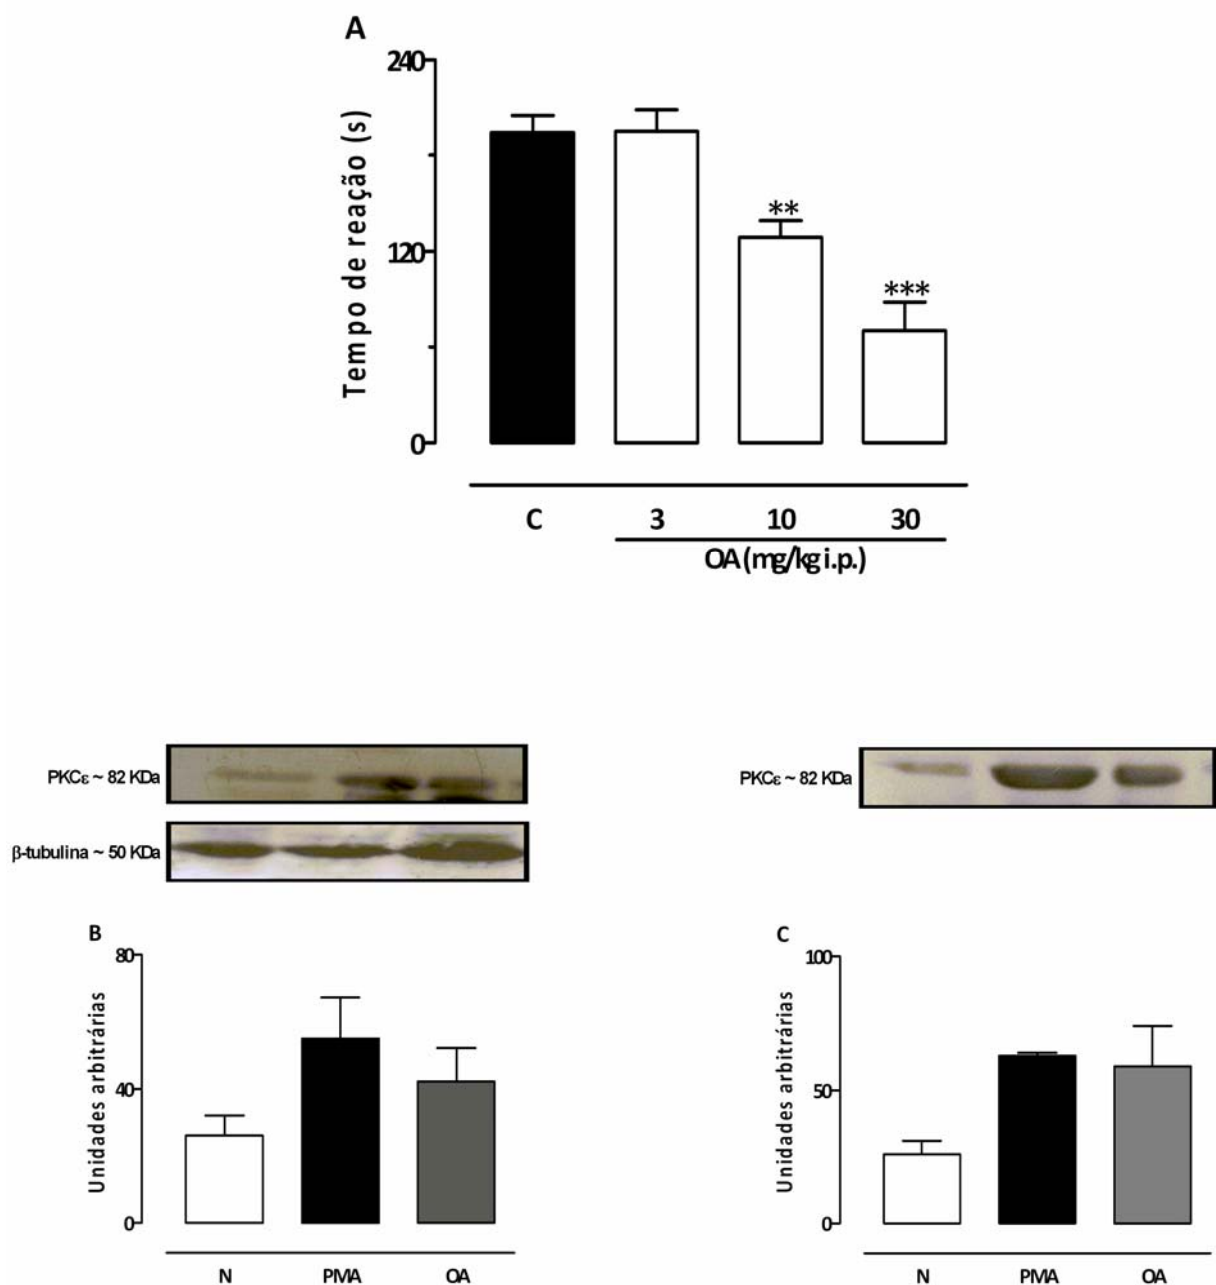 A
240
120
0
Tempo de reação (s)
**
***
C 3 10 30
OA (mg/kg i.p.)
PKCε ~ 82 KDa
β-tubulina ~ 50 KDa
B
80
40
0
Unidades arbitrárias
N PMA OA
PKCε ~ 82 KDa
C
100
50
0
Unidades arbitrárias
N PMA OA